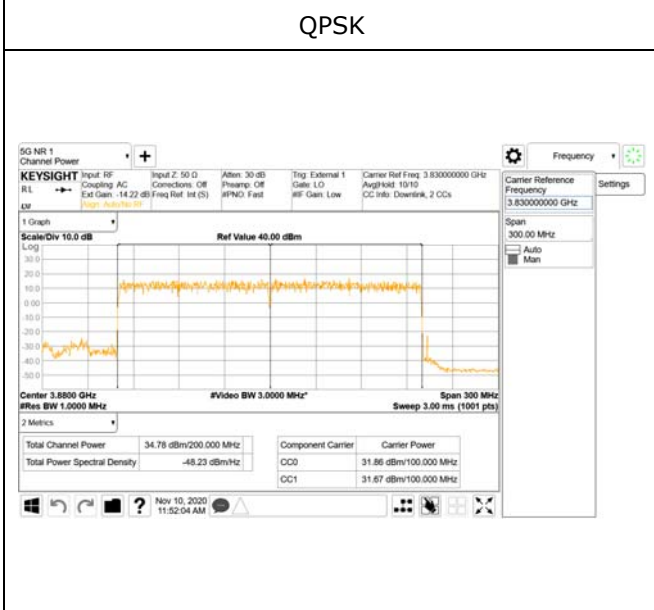 QPSK
5G NR 1
Channel Power
+
Frequency
KEYSIGHT
RL
Input: RF
Coupling: AC
Ext Gain: -14.22 dB
Align: Auto/No RF
Input Z: 50 Ω
Corrections: Off
Freq Ref: Int (S)
Atten: 30 dB
Preamp: Off
#PNO: Fast
Trig: External 1
Gate: LO
#IF Gain: Low
Carrier Ref Freq: 3.830000000 GHz
Avg|Hold: 10/10
CC Info: Downlink, 2 CCs
Carrier Reference
Frequency
3.830000000 GHz
Settings
Span
300.00 MHz
Auto
Man
1 Graph
Scale/Div 10.0 dB
Ref Value 40.00 dBm
Log
30.0
20.0
10.0
0.00
-10.0
-20.0
-30.0
-40.0
-50.0
Center 3.8800 GHz
#Video BW 3.0000 MHz*
Span 300 MHz
#Res BW 1.0000 MHz
Sweep 3.00 ms (1001 pts)
2 Metrics
Total Channel Power 34.78 dBm/200.000 MHz
Total Power Spectral Density -48.23 dBm/Hz
Component Carrier Carrier Power
CC0 31.86 dBm/100.000 MHz
CC1 31.67 dBm/100.000 MHz
?
Nov 10, 2020
11:52:04 AM